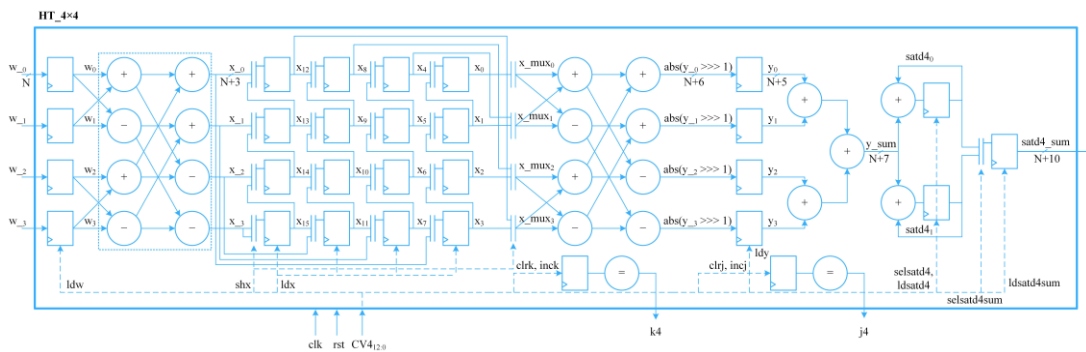 HT_4×4
w_0 w0 + + x_0 x12 x8 x4 x0 x_mux0 + + abs(y_0 >>> 1) y0 satd40
N N+3 N+6 N+5
+ +
w_1 w1 − + x_1 x13 x9 x5 x1 x_mux1 − + abs(y_1 >>> 1) y1
+ y_sum satd4_sum
N+7 N+10
w_2 w2 + − x_2 x14 x10 x6 x2 x_mux2 + − abs(y_2 >>> 1) y2
+ +
w_3 w3 − − x_3 x15 x11 x7 x3 x_mux3 − − abs(y_3 >>> 1) y3 satd41
ldy
clrk, inck = clrj, incj = selsatd4,
ldw shx ldx ldsatd4 ldsatd4sum
selsatd4sum
k4 j4
clk rst CV412:0